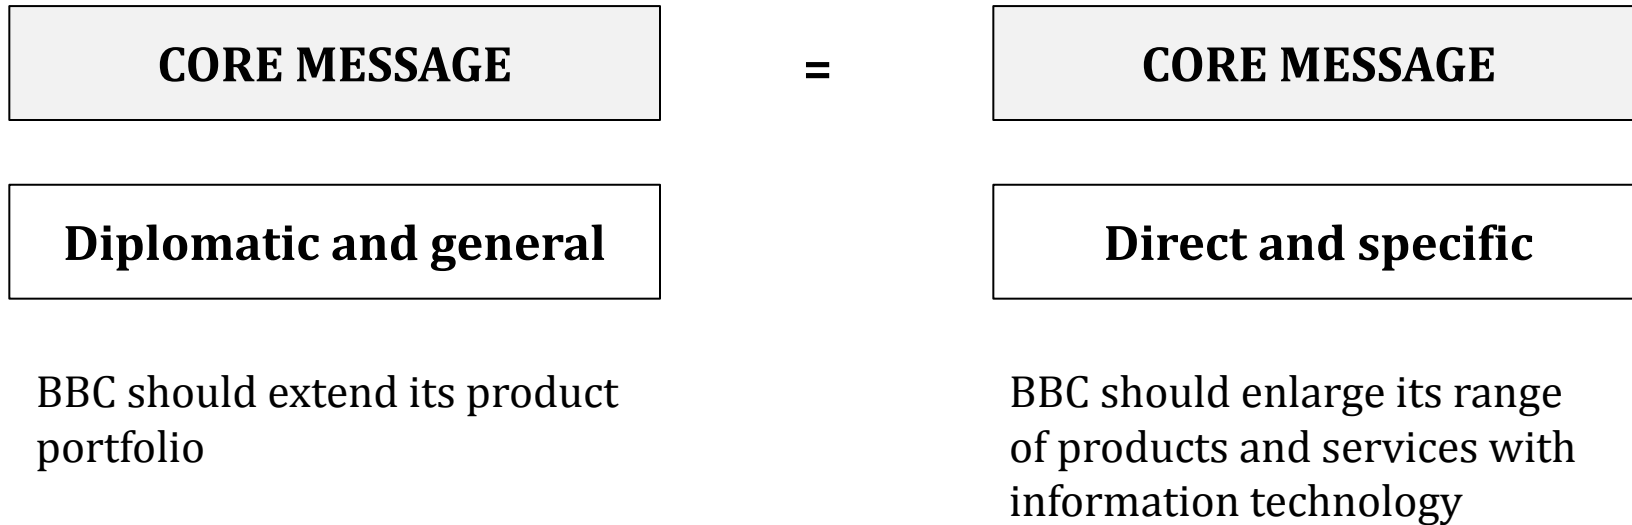 CORE MESSAGE
=
CORE MESSAGE
Diplomatic and general
Direct and specific
BBC should extend its product
portfolio
BBC should enlarge its range
of products and services with
information technology